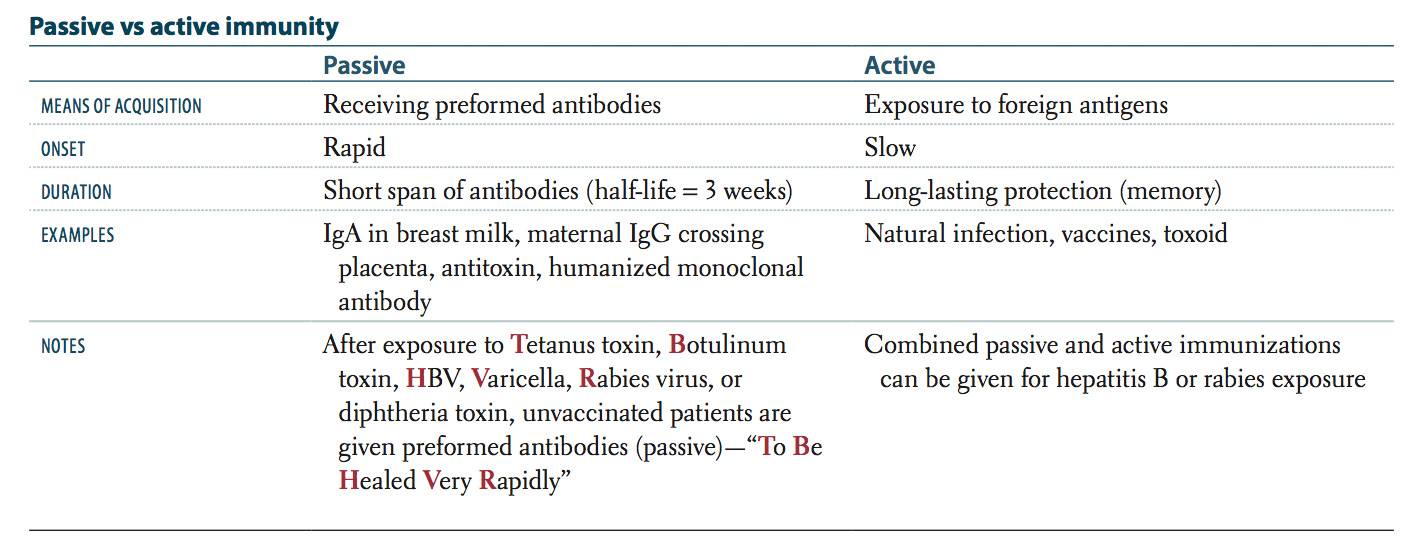 Passive vs active immunity
Passive Active
MEANS OF ACQUISITION Receiving preformed antibodies Exposure to foreign antigens
ONSET Rapid Slow
DURATION Short span of antibodies (half-life = 3 weeks) Long-lasting protection (memory)
EXAMPLES IgA in breast milk, maternal IgG crossing Natural infection, vaccines, toxoid
placenta, antitoxin, humanized monoclonal
antibody
NOTES After exposure to Tetanus toxin, Botulinum Combined passive and active immunizations
toxin, HBV, Varicella, Rabies virus, or can be given for hepatitis B or rabies exposure
diphtheria toxin, unvaccinated patients are
given preformed antibodies (passive)—“To Be
Healed Very Rapidly”